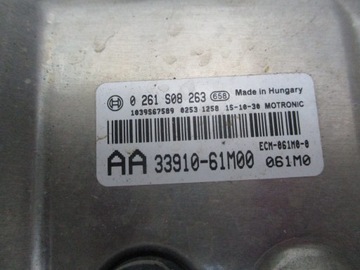 0 261 S08 263 658 Made in Hungary
1039S67589 0253 1258 15-10-30 MOTRONIC
ECM-061M0-0
AA 33910-61M00 061M0